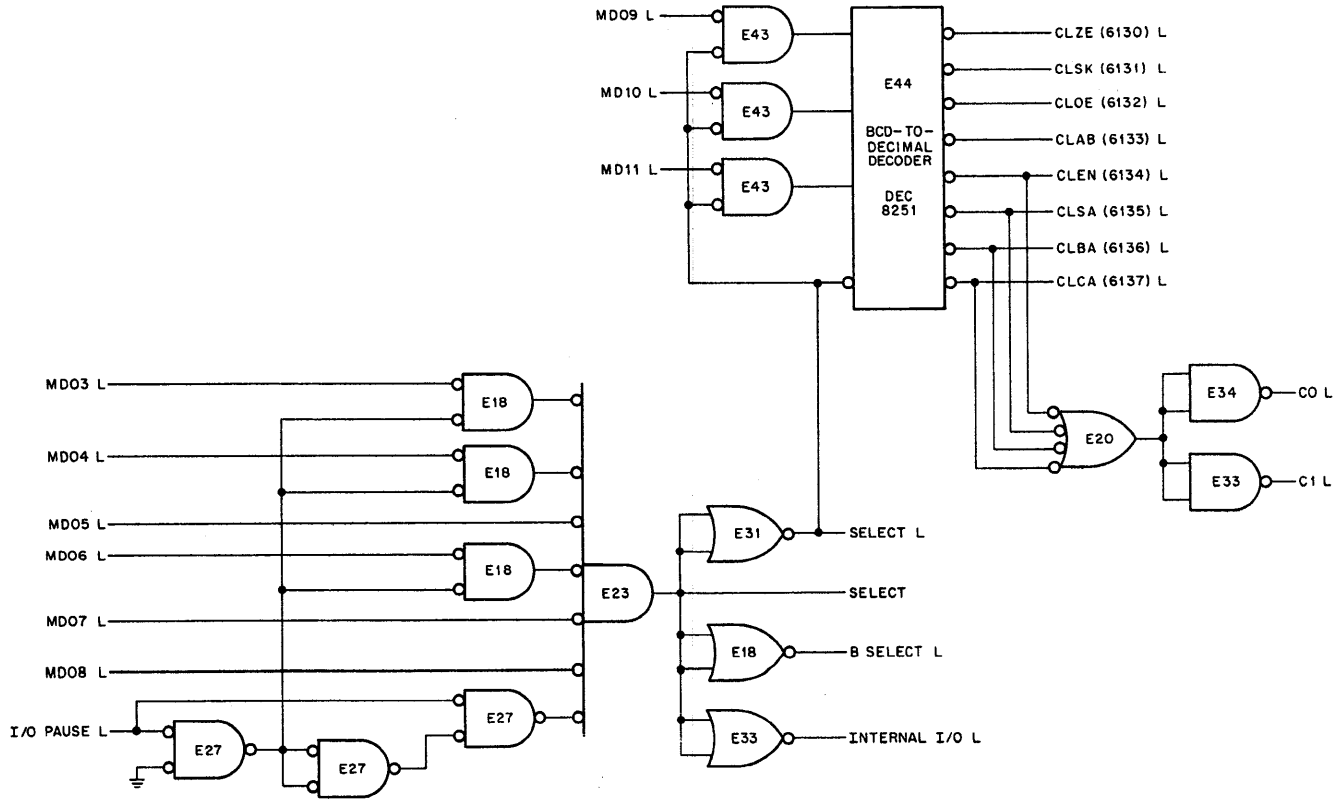 MD09 L
E43
CLZE (6130) L
CLSK (6131) L
E44
MD10 L
E43
CLOE (6132) L
BCD-TO-
DECIMAL
DECODER
CLAB (6133) L
MD11 L
E43
CLEN (6134) L
DEC
8251
CLSA (6135) L
CLBA (6136) L
CLCA (6137) L
MD03 L
E18
E34
C0 L
MD04 L
E18
E20
E33
C1 L
MD05 L
MD06 L
E18
E31
SELECT L
E23
SELECT
MD07 L
E18
B SELECT L
MD08 L
E27
I/O PAUSE L
E27
E27
E33
INTERNAL I/O L